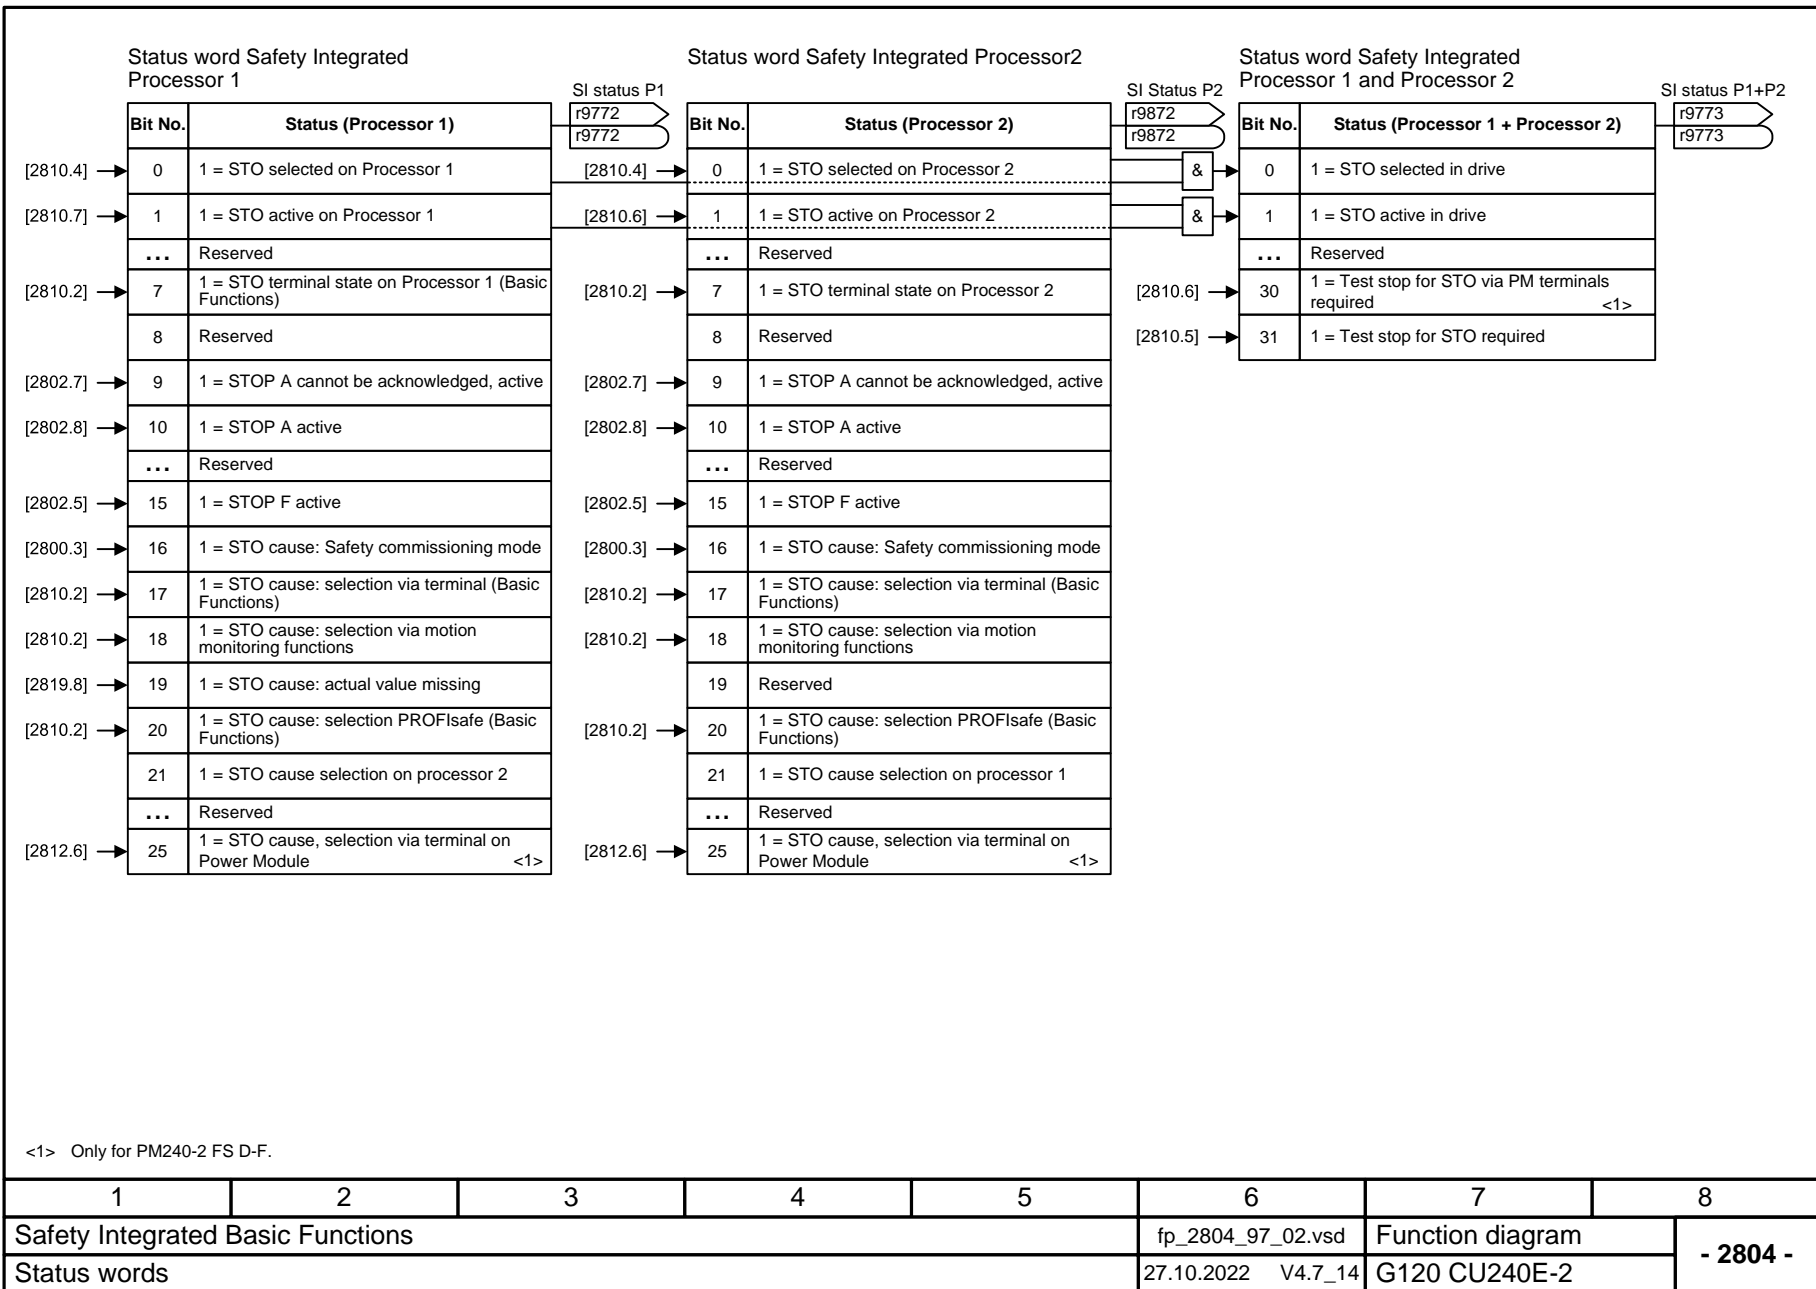 Status word Safety Integrated
Processor 1
SI status P1
r9772
r9772
Bit No. Status (Processor 1)
[2810.4] 0 1 = STO selected on Processor 1
[2810.7] 1 1 = STO active on Processor 1
... Reserved
[2810.2] 7 1 = STO terminal state on Processor 1 (Basic
Functions)
8 Reserved
[2802.7] 9 1 = STOP A cannot be acknowledged, active
[2802.8] 10 1 = STOP A active
... Reserved
[2802.5] 15 1 = STOP F active
[2800.3] 16 1 = STO cause: Safety commissioning mode
[2810.2] 17 1 = STO cause: selection via terminal (Basic
Functions)
[2810.2] 18 1 = STO cause: selection via motion
monitoring functions
[2819.8] 19 1 = STO cause: actual value missing
[2810.2] 20 1 = STO cause: selection PROFIsafe (Basic
Functions)
21 1 = STO cause selection on processor 2
... Reserved
[2812.6] 25 1 = STO cause, selection via terminal on
Power Module <1>
Status word Safety Integrated Processor2
SI Status P2
r9872
r9872
Bit No. Status (Processor 2)
[2810.4] 0 1 = STO selected on Processor 2
[2810.6] 1 1 = STO active on Processor 2
... Reserved
[2810.2] 7 1 = STO terminal state on Processor 2
8 Reserved
[2802.7] 9 1 = STOP A cannot be acknowledged, active
[2802.8] 10 1 = STOP A active
... Reserved
[2802.5] 15 1 = STOP F active
[2800.3] 16 1 = STO cause: Safety commissioning mode
[2810.2] 17 1 = STO cause: selection via terminal (Basic
Functions)
[2810.2] 18 1 = STO cause: selection via motion
monitoring functions
19 Reserved
[2810.2] 20 1 = STO cause: selection PROFIsafe (Basic
Functions)
21 1 = STO cause selection on processor 1
... Reserved
[2812.6] 25 1 = STO cause, selection via terminal on
Power Module <1>
&
&
Status word Safety Integrated
Processor 1 and Processor 2
SI status P1+P2
r9773
r9773
Bit No. Status (Processor 1 + Processor 2)
0 1 = STO selected in drive
1 1 = STO active in drive
... Reserved
[2810.6] 30 1 = Test stop for STO via PM terminals
required <1>
[2810.5] 31 1 = Test stop for STO required
<1> Only for PM240-2 FS D-F.
1 2 3 4 5 6 7 8
Safety Integrated Basic Functions fp_2804_97_02.vsd Function diagram
- 2804 -
Status words 27.10.2022 V4.7_14 G120 CU240E-2